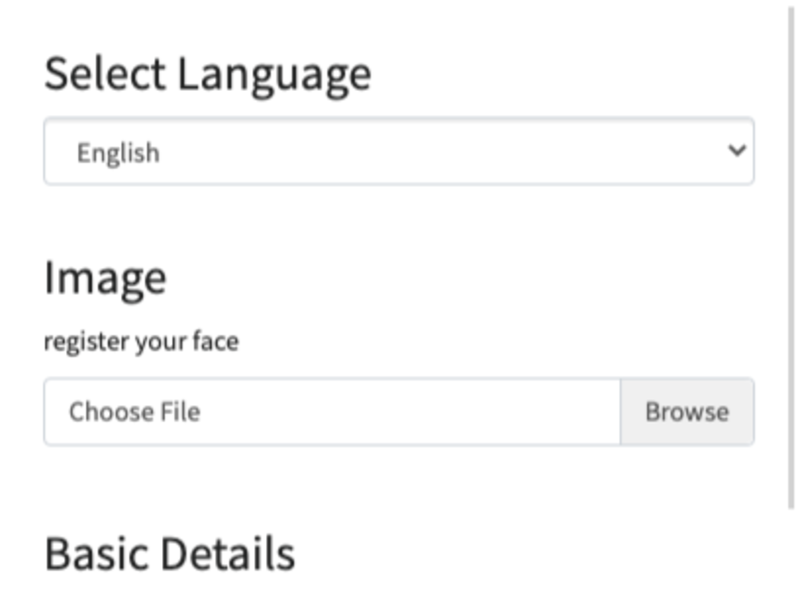 Select Language
English
Image
register your face
Choose File
Browse
Basic Details